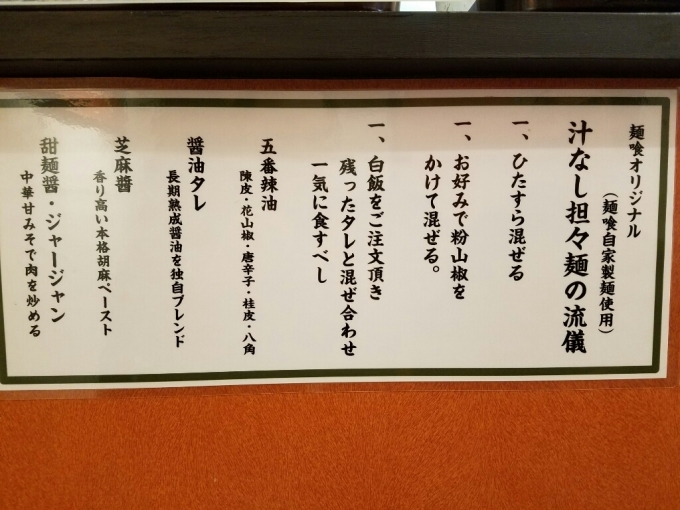 麺喰オリジナル
（麺喰自家製麺使用）
汁なし担々麺の流儀
一、ひたすら混ぜる
一、お好みで粉山椒を
かけて混ぜる。
一、白飯をご注文頂き
残ったタレと混ぜ合わせ
一気に食すべし
五番辣油
陳皮・花山椒・唐辛子・桂皮・八角
醤油タレ
長期熟成醤油を独自ブレンド
芝麻醤
香り高い本格胡麻ペースト
甜麺醤・ジャージャン
中華甘みそで肉を炒める